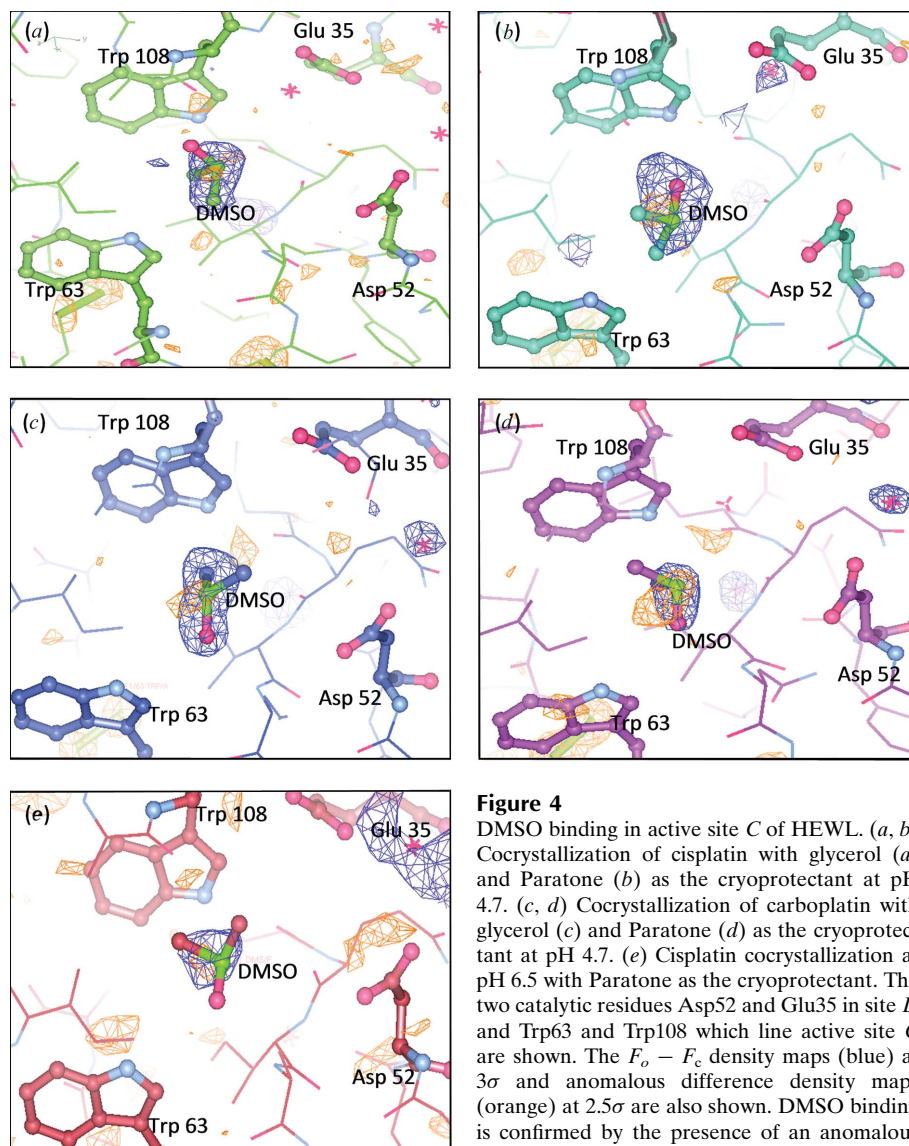 (a)
Trp 108
Glu 35
DMSO
Trp 63
Asp 52
(b)
Trp 108
Glu 35
DMSO
Asp 52
Trp 63
(c)
Trp 108
Glu 35
DMSO
Asp 52
Trp 63
(d)
Trp 108
Glu 35
DMSO
Asp 52
Trp 63
(e)
Trp 108
Glu 35
DMSO
Asp 52
Trp 63
Figure 4
DMSO binding in active site C of HEWL. (a, b
Cocrystallization of cisplatin with glycerol (a
and Paratone (b) as the cryoprotectant at pH
4.7. (c, d) Cocrystallization of carboplatin with
glycerol (c) and Paratone (d) as the cryoprotec
tant at pH 4.7. (e) Cisplatin cocrystallization a
pH 6.5 with Paratone as the cryoprotectant. Th
two catalytic residues Asp52 and Glu35 in site
and Trp63 and Trp108 which line active site
are shown. The Fo − Fc density maps (blue) a
3σ and anomalous difference density map
(orange) at 2.5σ are also shown. DMSO binding
is confirmed by the presence of an anomalou